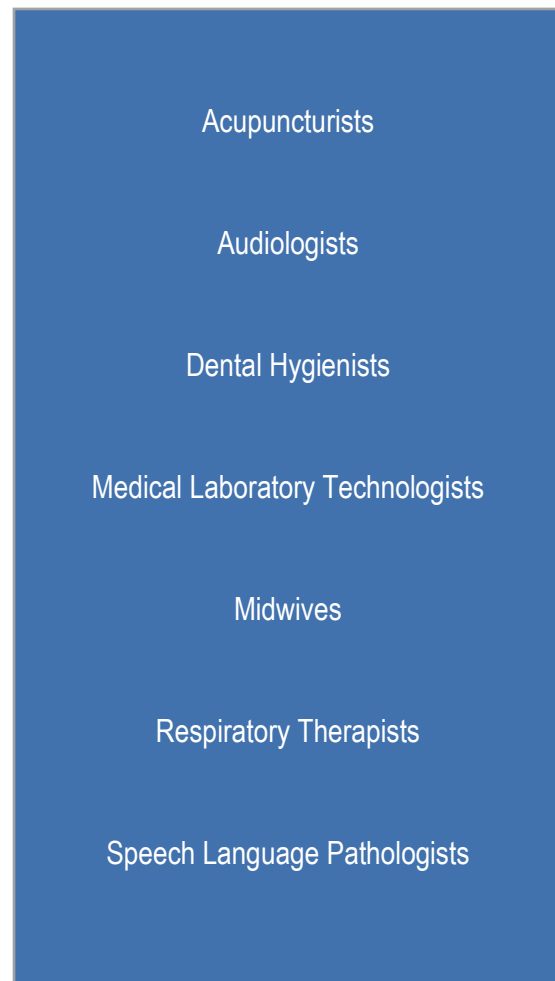 Acupuncturists
Audiologists
Dental Hygienists
Medical Laboratory Technologists
Midwives
Respiratory Therapists
Speech Language Pathologists